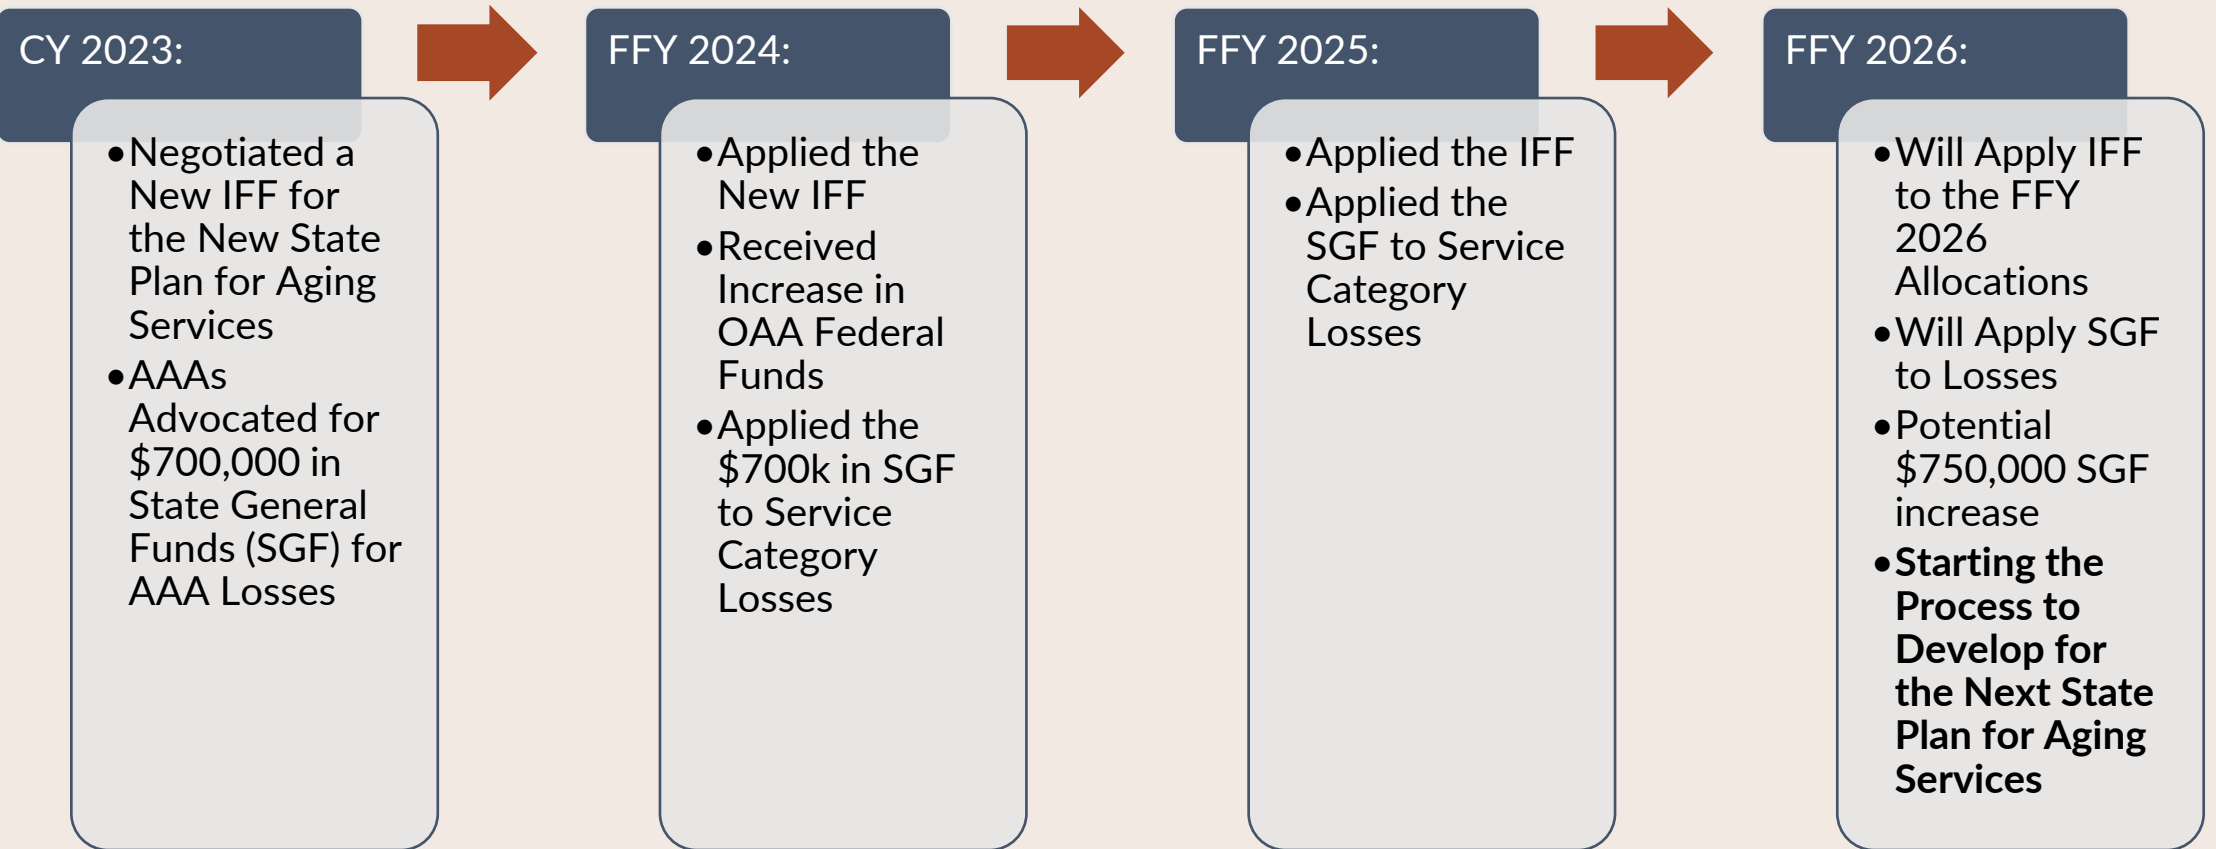 CY 2023:
•Negotiated a
New IFF for
the New State
Plan for Aging
Services
•AAAs
Advocated for
$700,000 in
State General
Funds (SGF) for
AAA Losses
FFY 2024:
•Applied the
New IFF
•Received
Increase in
OAA Federal
Funds
•Applied the
$700k in SGF
to Service
Category
Losses
FFY 2025:
•Applied the IFF
•Applied the
SGF to Service
Category
Losses
FFY 2026:
•Will Apply IFF
to the FFY
2026
Allocations
•Will Apply SGF
to Losses
•Potential
$750,000 SGF
increase
•Starting the
Process to
Develop for
the Next State
Plan for Aging
Services